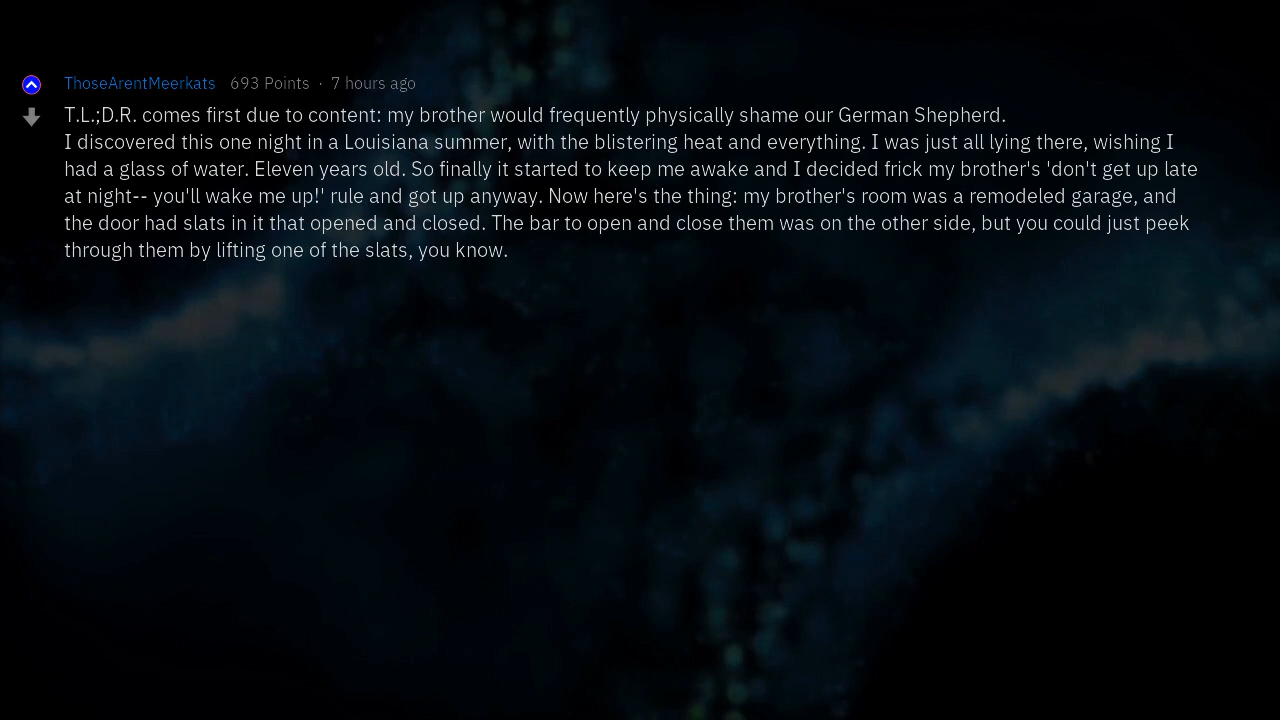 ThoseArentMeerkats 693 Points · 7 hours ago
T.L.;D.R. comes first due to content: my brother would frequently physically shame our German Shepherd.
I discovered this one night in a Louisiana summer, with the blistering heat and everything. I was just all lying there, wishing I
had a glass of water. Eleven years old. So finally it started to keep me awake and I decided frick my brother's 'don't get up late
at night-- you'll wake me up!' rule and got up anyway. Now here's the thing: my brother's room was a remodeled garage, and
the door had slats in it that opened and closed. The bar to open and close them was on the other side, but you could just peek
through them by lifting one of the slats, you know.